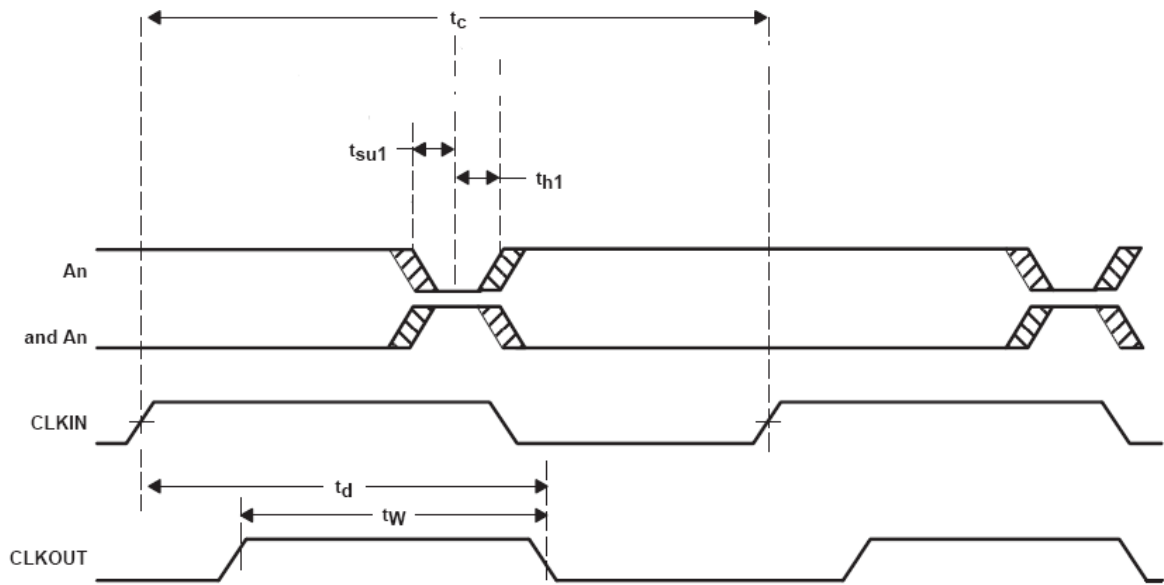 tc
tsu1
th1
An
and An
CLKIN
td
tW
CLKOUT